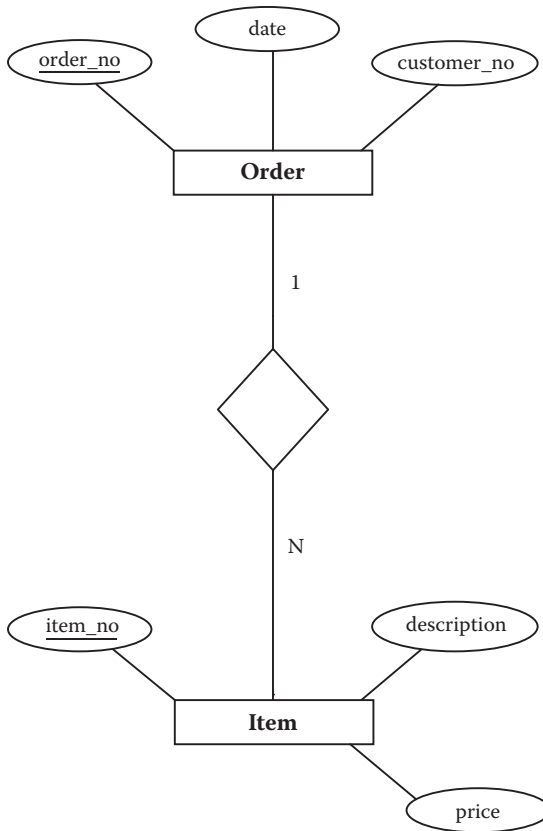 date
order_no
customer_no
Order
1
N
item_no
description
Item
price